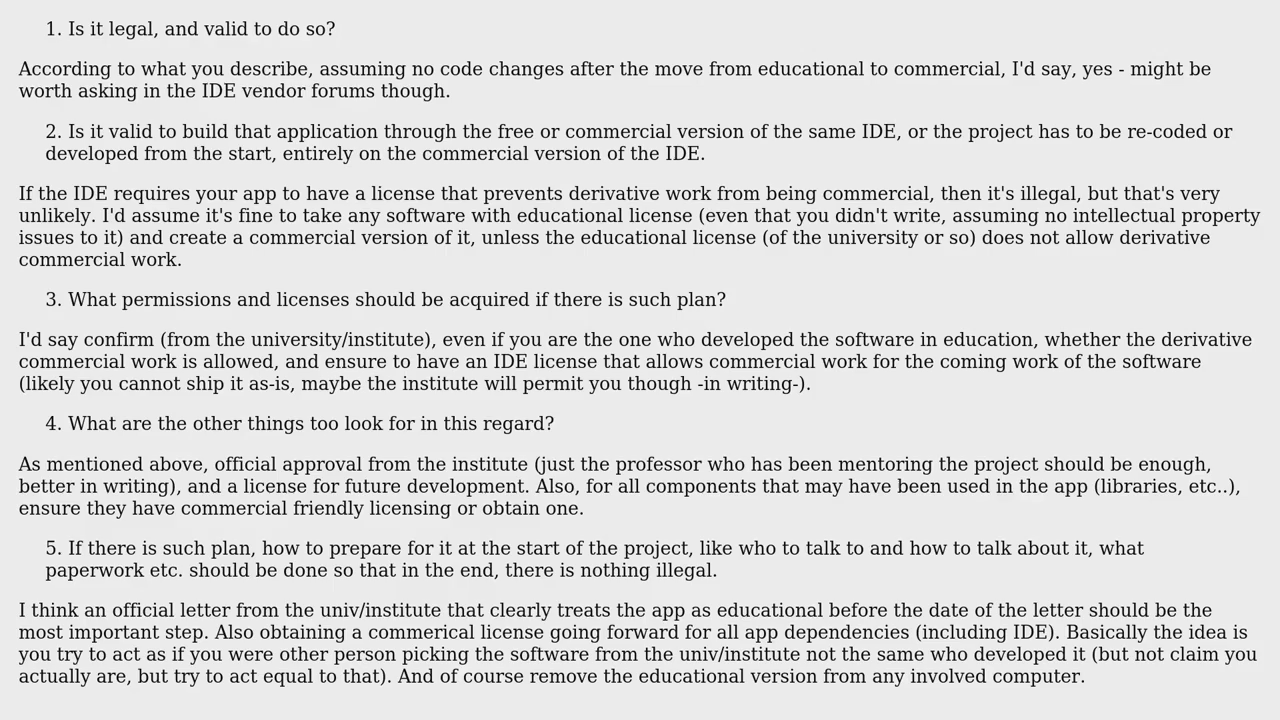 1. Is it legal, and valid to do so?
According to what you describe, assuming no code changes after the move from educational to commercial, I'd say, yes - might be
worth asking in the IDE vendor forums though.
2. Is it valid to build that application through the free or commercial version of the same IDE, or the project has to be re-coded or
developed from the start, entirely on the commercial version of the IDE.
If the IDE requires your app to have a license that prevents derivative work from being commercial, then it's illegal, but that's very
unlikely. I'd assume it's fine to take any software with educational license (even that you didn't write, assuming no intellectual property
issues to it) and create a commercial version of it, unless the educational license (of the university or so) does not allow derivative
commercial work.
3. What permissions and licenses should be acquired if there is such plan?
I'd say confirm (from the university/institute), even if you are the one who developed the software in education, whether the derivative
commercial work is allowed, and ensure to have an IDE license that allows commercial work for the coming work of the software
(likely you cannot ship it as-is, maybe the institute will permit you though -in writing-).
4. What are the other things too look for in this regard?
As mentioned above, official approval from the institute (just the professor who has been mentoring the project should be enough,
better in writing), and a license for future development. Also, for all components that may have been used in the app (libraries, etc..),
ensure they have commercial friendly licensing or obtain one.
5. If there is such plan, how to prepare for it at the start of the project, like who to talk to and how to talk about it, what
paperwork etc. should be done so that in the end, there is nothing illegal.
I think an official letter from the univ/institute that clearly treats the app as educational before the date of the letter should be the
most important step. Also obtaining a commerical license going forward for all app dependencies (including IDE). Basically the idea is
you try to act as if you were other person picking the software from the univ/institute not the same who developed it (but not claim you
actually are, but try to act equal to that). And of course remove the educational version from any involved computer.